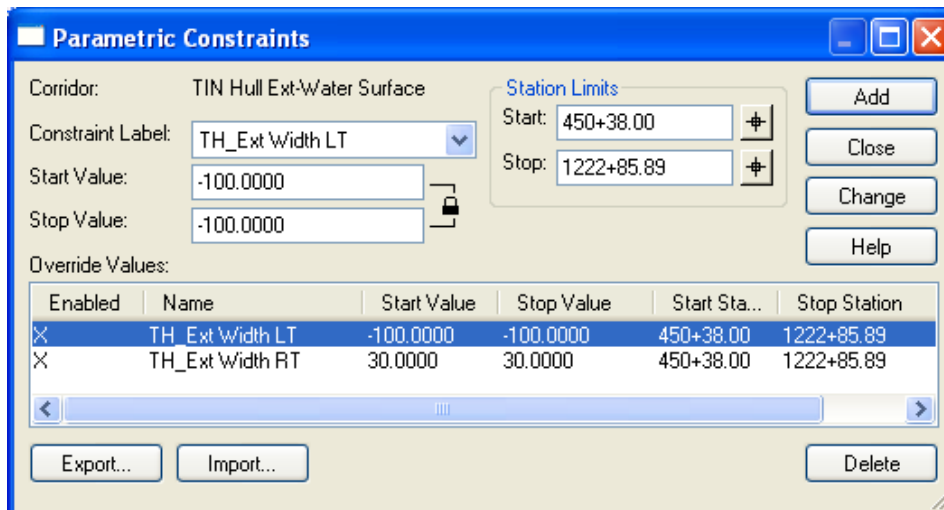 Parametric Constraints
Corridor: TIN Hull Ext-Water Surface
Constraint Label: TH_Ext Width LT
Start Value: -100.0000
Stop Value: -100.0000
Station Limits
Start: 450+38.00
Stop: 1222+85.89
Add
Close
Change
Help
Override Values:
Enabled Name Start Value Stop Value Start Sta... Stop Station
X TH_Ext Width LT -100.0000 -100.0000 450+38.00 1222+85.89
X TH_Ext Width RT 30.0000 30.0000 450+38.00 1222+85.89
Export... Import... Delete